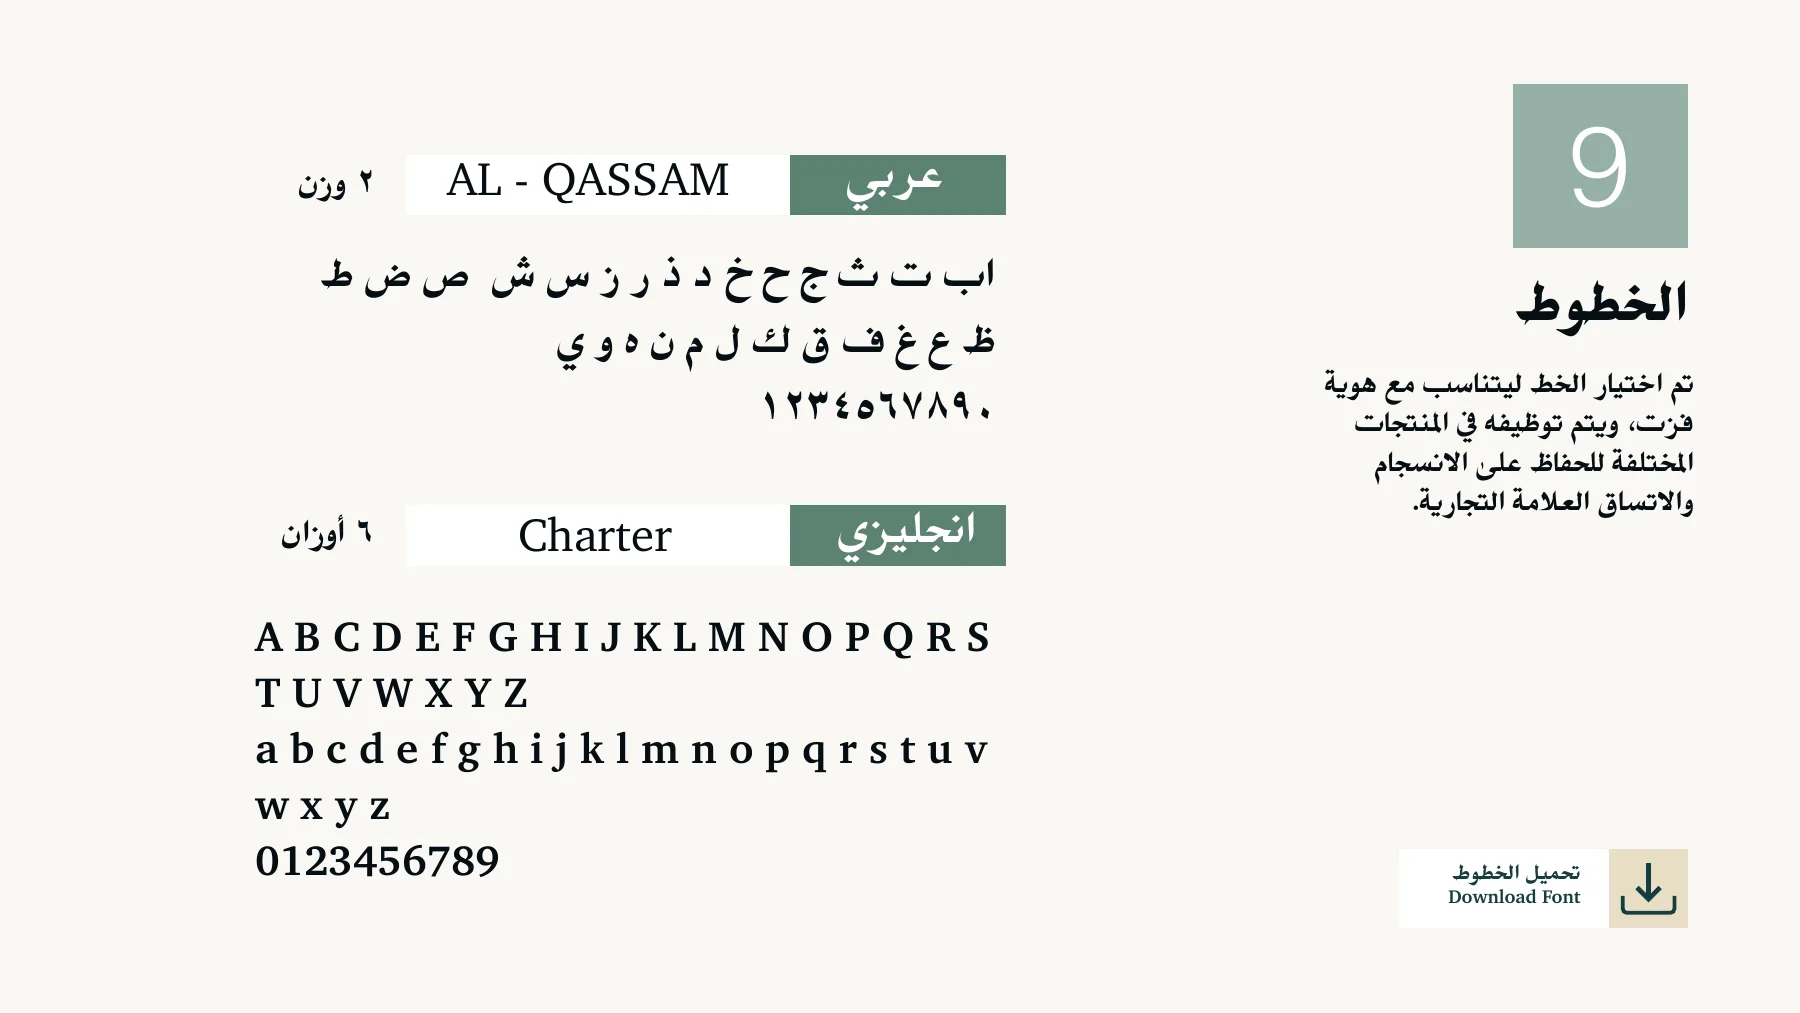 9
الخطوط
تم اختيار الخط ليتناسب مع هوية
فزت، ويتم توظيفه في المنتجات
المختلفة للحفاظ على الانسجام
والاتساق العلامة التجارية.
عربي
AL - QASSAM
٢ وزن
اب ت ث ج ح خ د ذ ر ز س ش ص ض ط
ظ ع غ ف ق ك ل م ن ه و ي
١٢٣٤٥٦٧٨٩٠
انجليزي
Charter
٦ أوزان
A B C D E F G H I J K L M N O P Q R S
T U V W X Y Z
a b c d e f g h i j k l m n o p q r s t u v
w x y z
0123456789
تحميل الخطوط
Download Font